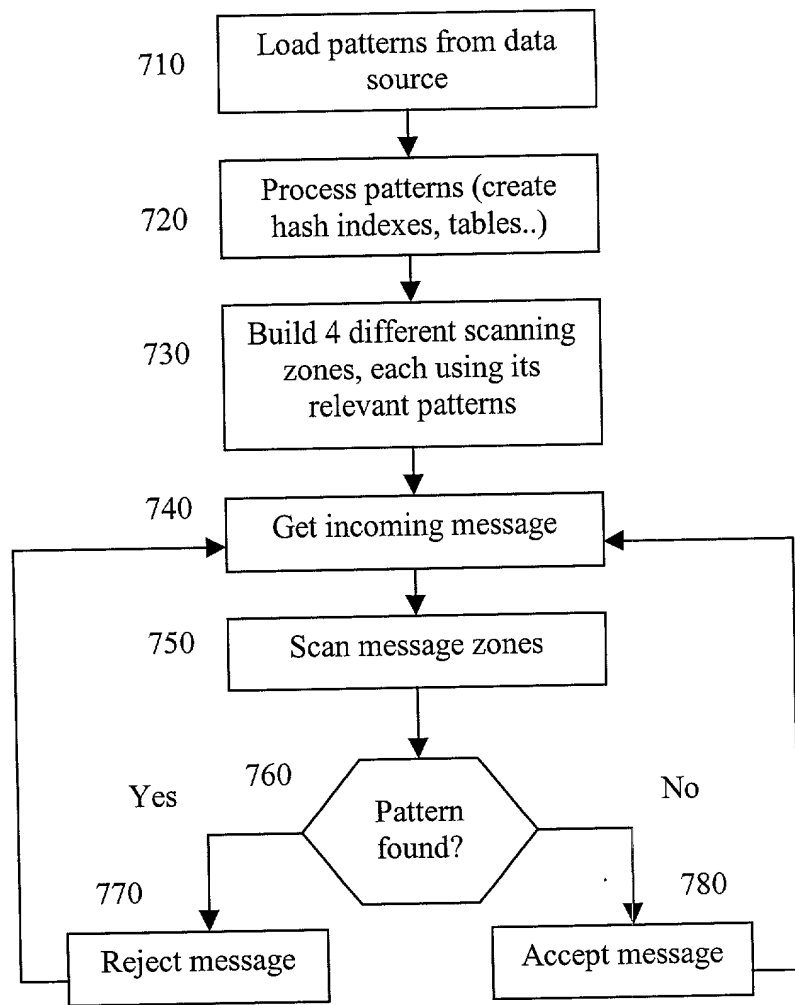 710
Load patterns from data
source
720
Process patterns (create
hash indexes, tables..)
730
Build 4 different scanning
zones, each using its
relevant patterns
740
Get incoming message
750
Scan message zones
760
Yes
No
Pattern
found?
770
780
Reject message
Accept message